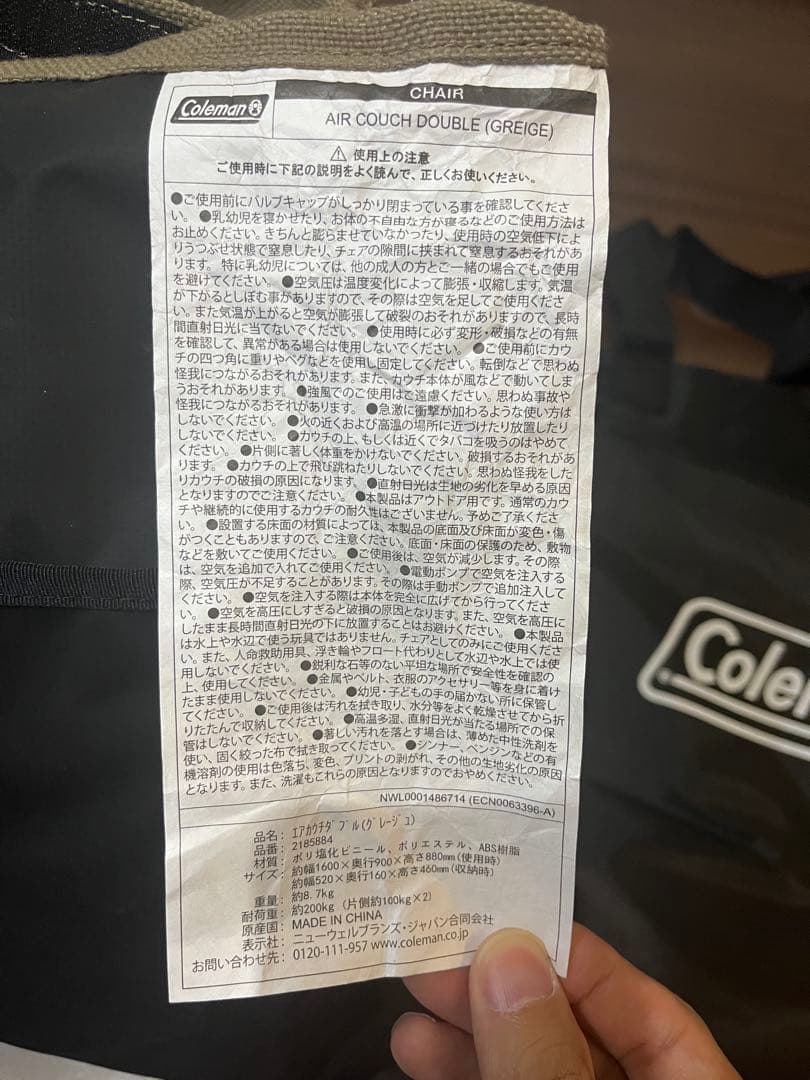 Coleman
CHAIR
AIR COUCH DOUBLE (GREIGE)
⚠ 使用上の注意
ご使用時に下記の説明をよく読んで、正しくお使いください。
●ご使用前にバルブキャップがしっかり閉まっている事を確認してくださ
い。 ●乳幼児を寝かせたり、お体の不自由な方が寝るなどのご使用方法は
お止めください。きちんと膨らませていなかったり、使用時の空気低下によ
りうつぶせ状態で窒息したり、チェアの隙間に挟まれて窒息するおそれがあ
ります。 特に乳幼児については、他の成人の方とご一緒の場合でもご使用
を避けてください。 ●空気圧は温度変化によって膨張・収縮します。気温
が下がるとしぼむ事がありますので、その際は空気を足してご使用くださ
い。また気温が上がると空気が膨張して破裂のおそれがありますので、長時
間直射日光に当てないでください。 ●使用時に必ず変形・破損などの有無
を確認して、異常がある場合は使用しないでください。 ●ご使用前にカウ
チの四つ角に重りやペグなどを使用し固定してください。転倒などで思わぬ
怪我につながるおそれがあります。また、カウチ本体が風などで動いてしま
うおそれがあります。 ●強風でのご使用はご遠慮ください。思わぬ事故や
怪我につながるおそれがあります。 ●急激に衝撃が加わるような使い方は
しないでください。 ●火の近くおよび高温の場所に近づけたり放置したり
しないでください。 ●カウチの上、もしくは近くでタバコを吸うのはやめて
ください。 ●片側に著しく体重をかけないでください。破損するおそれがあ
ります。 ●カウチの上で飛び跳ねたりしないでください。思わぬ怪我をした
りカウチの破損の原因になります。 ●直射日光は生地の劣化を早める原因
となりますのでご注意ください。 ●本製品はアウトドア用です。通常のカウ
チや継続的に使用するカウチの耐久性はございません。予めご了承くださ
い。 ●設置する床面の材質によっては、本製品の底面及び床面が変色・傷
がつくこともありますので、ご注意ください。底面・床面の保護のため、敷物
などを敷いてご使用ください。 ●ご使用後は、空気が減少します。その際
は、空気を追加で入れてご使用ください。 ●電動ポンプで空気を注入する
際、空気圧が不足することがあります。その際は手動ポンプで追加注入して
ください。 ●空気を注入する際は本体を完全に広げてから行ってくださ
い。 ●空気を高圧にしすぎると破損の原因となります。また、空気を高圧に
したまま長時間直射日光の下に放置することはお避けください。 ●本製品
は水上や水辺で使う玩具ではありません。チェアとしてのみにご使用くださ
い。また、人命救助用具、浮き輪やフロート代わりとして水辺や水上では使
用しないでください。 ●鋭利な石等のない平坦な場所で安全性を確認の
上、使用してください。 ●金属やベルト、衣服のアクセサリー等を身に着け
たまま使用しないでください。 ●幼児・子どもの手の届かない所に保管し
てください。 ●ご使用後は汚れを拭き取り、水分等をよく乾燥させてから折
りたたんで収納してください。 ●高温多湿、直射日光が当たる場所での保
管はしないでください。 ●著しい汚れを落とす場合は、薄めた中性洗剤を
使い、固く絞った布で拭き取ってください。 ●シンナー、ベンジンなどの有
機溶剤の使用は色落ち、変色、プリントの剥がれ、その他の生地劣化の原因
となります。また、洗濯もこれらの原因となりますのでおやめください。
NWL0001486714 (ECN0063396-A)
品名: エアカウチダブル(グレージュ)
品番: 2185884
材質: ポリ塩化ビニール、ポリエステル、ABS樹脂
サイズ: 約幅1600×奥行900×高さ880mm(使用時)
約幅520×奥行160×高さ460mm(収納時)
重量: 約8.7kg
耐荷重: 約200kg (片側約100kg×2)
原産国: MADE IN CHINA
表示社: ニューウェルブランズ・ジャパン合同会社
お問い合わせ先: 0120-111-957 www.coleman.co.jp
Colem